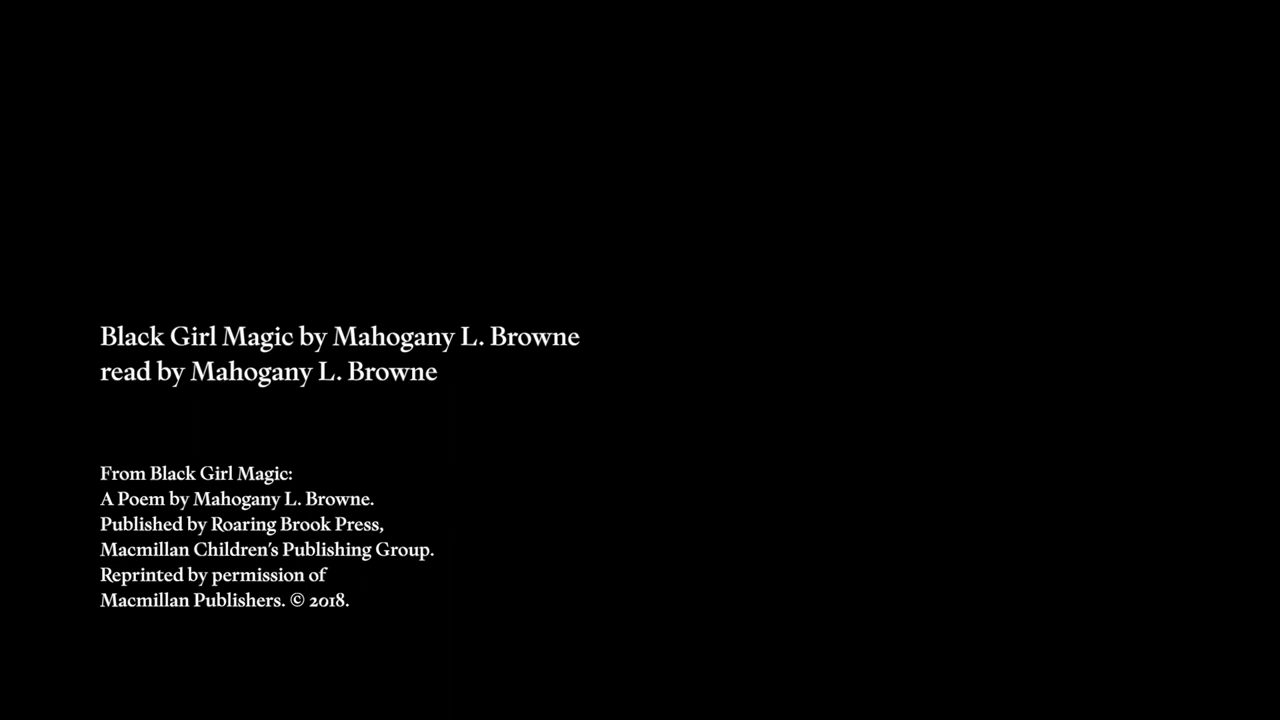 Black Girl Magic by Mahogany L. Browne
read by Mahogany L. Browne
From Black Girl Magic:
A Poem by Mahogany L. Browne.
Published by Roaring Brook Press,
Macmillan Children's Publishing Group.
Reprinted by permission of
Macmillan Publishers. © 2018.